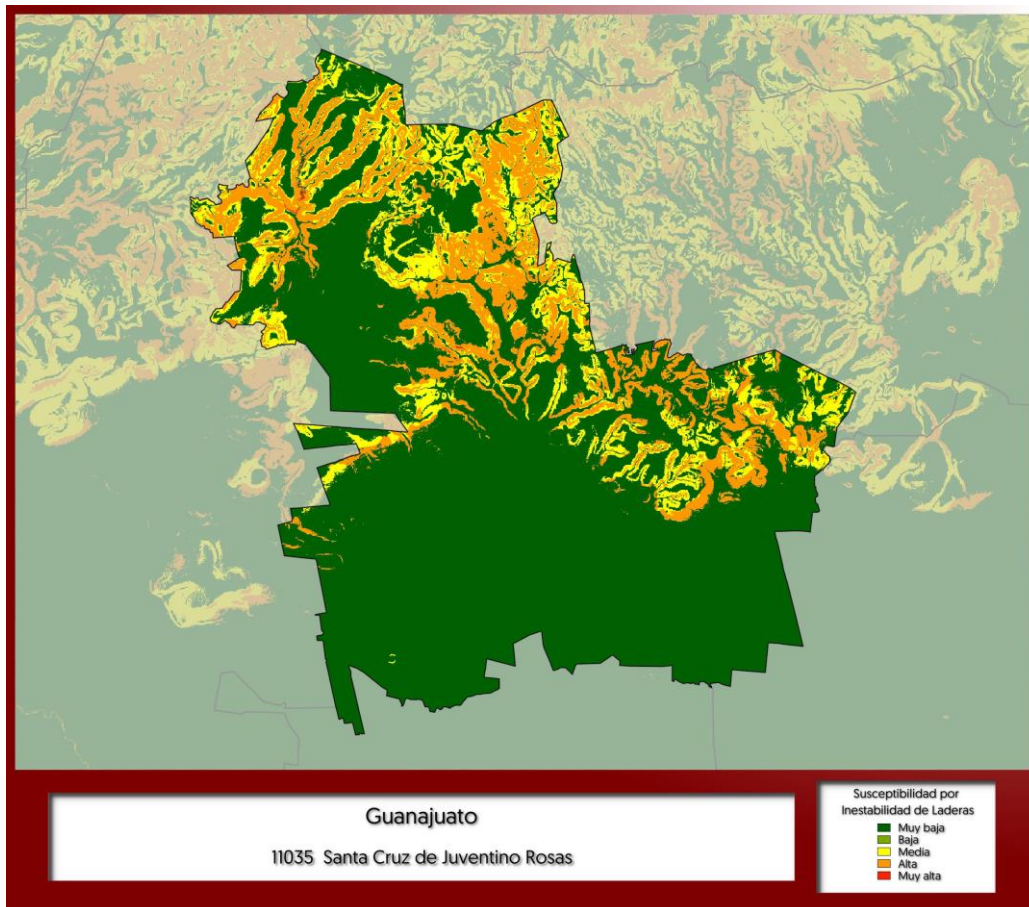 Guanajuato
11035 Santa Cruz de Juventino Rosas
Susceptibilidad por
Inestabilidad de Laderas
Muy baja
Baja
Media
Alta
Muy alta